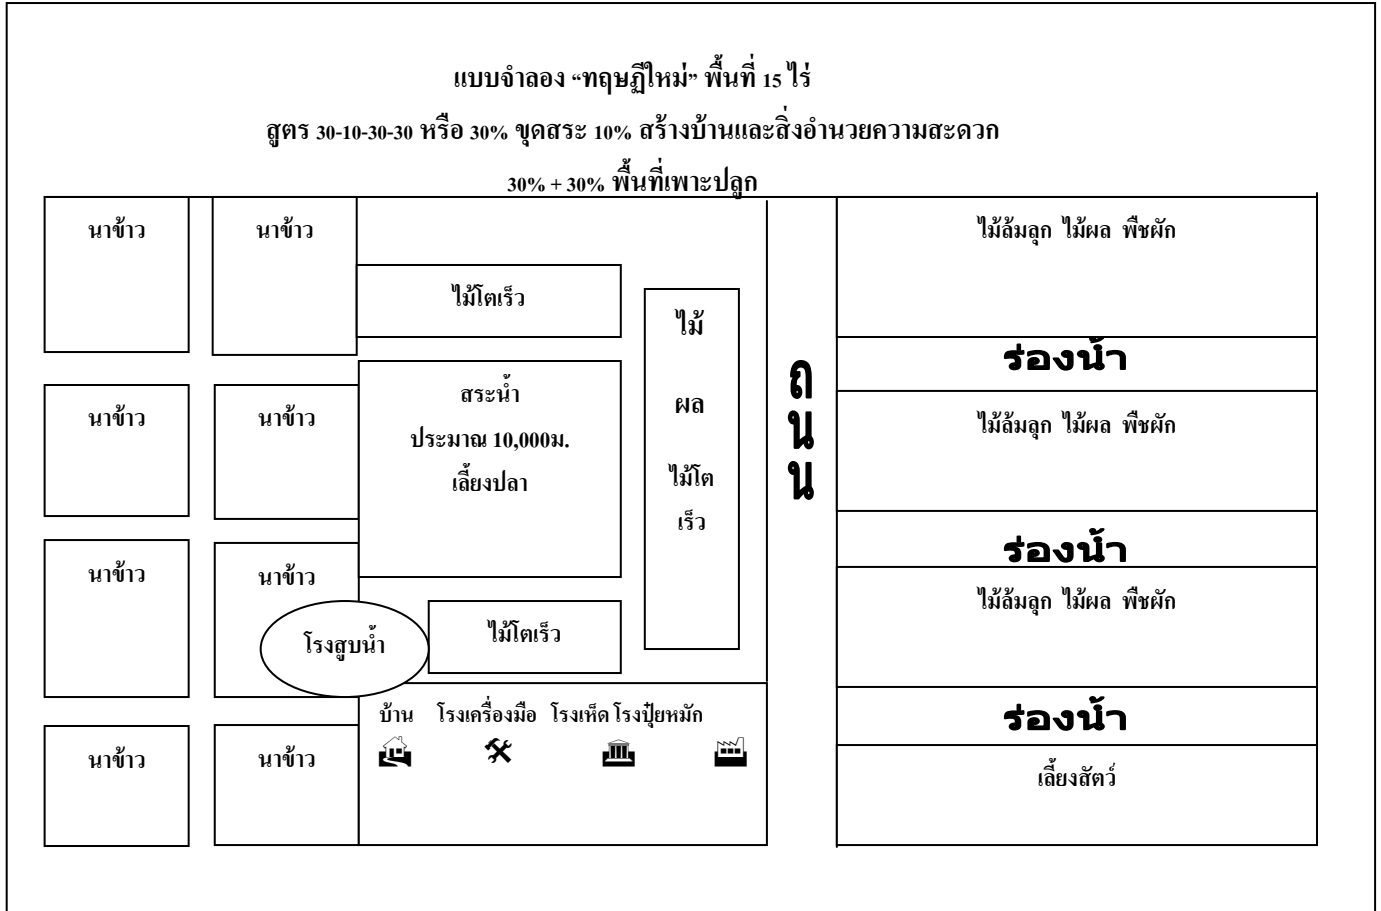 แบบจำลอง “ทฤษฎีใหม่” พื้นที่ 15 ไร่
สูตร 30-10-30-30 หรือ 30% ขุดสระ 10% สร้างบ้านและสิ่งอำนวยความสะดวก
30% + 30% พื้นที่เพาะปลูก
นาข้าว
นาข้าว
ไม้ล้มลุก ไม้ผล พืชผัก
ไม้โตเร็ว
ไม้
ผล
ไม้โต
เร็ว
ร่องน้ำ
ถนน
สระน้ำ
ประมาณ 10,000ม.
เลี้ยงปลา
นาข้าว
นาข้าว
ไม้ล้มลุก ไม้ผล พืชผัก
ร่องน้ำ
นาข้าว
นาข้าว
ไม้ล้มลุก ไม้ผล พืชผัก
โรงสูบน้ำ
ไม้โตเร็ว
บ้าน โรงเครื่องมือ โรงเห็ด โรงปุ๋ยหมัก
ร่องน้ำ
นาข้าว
นาข้าว
เลี้ยงสัตว์